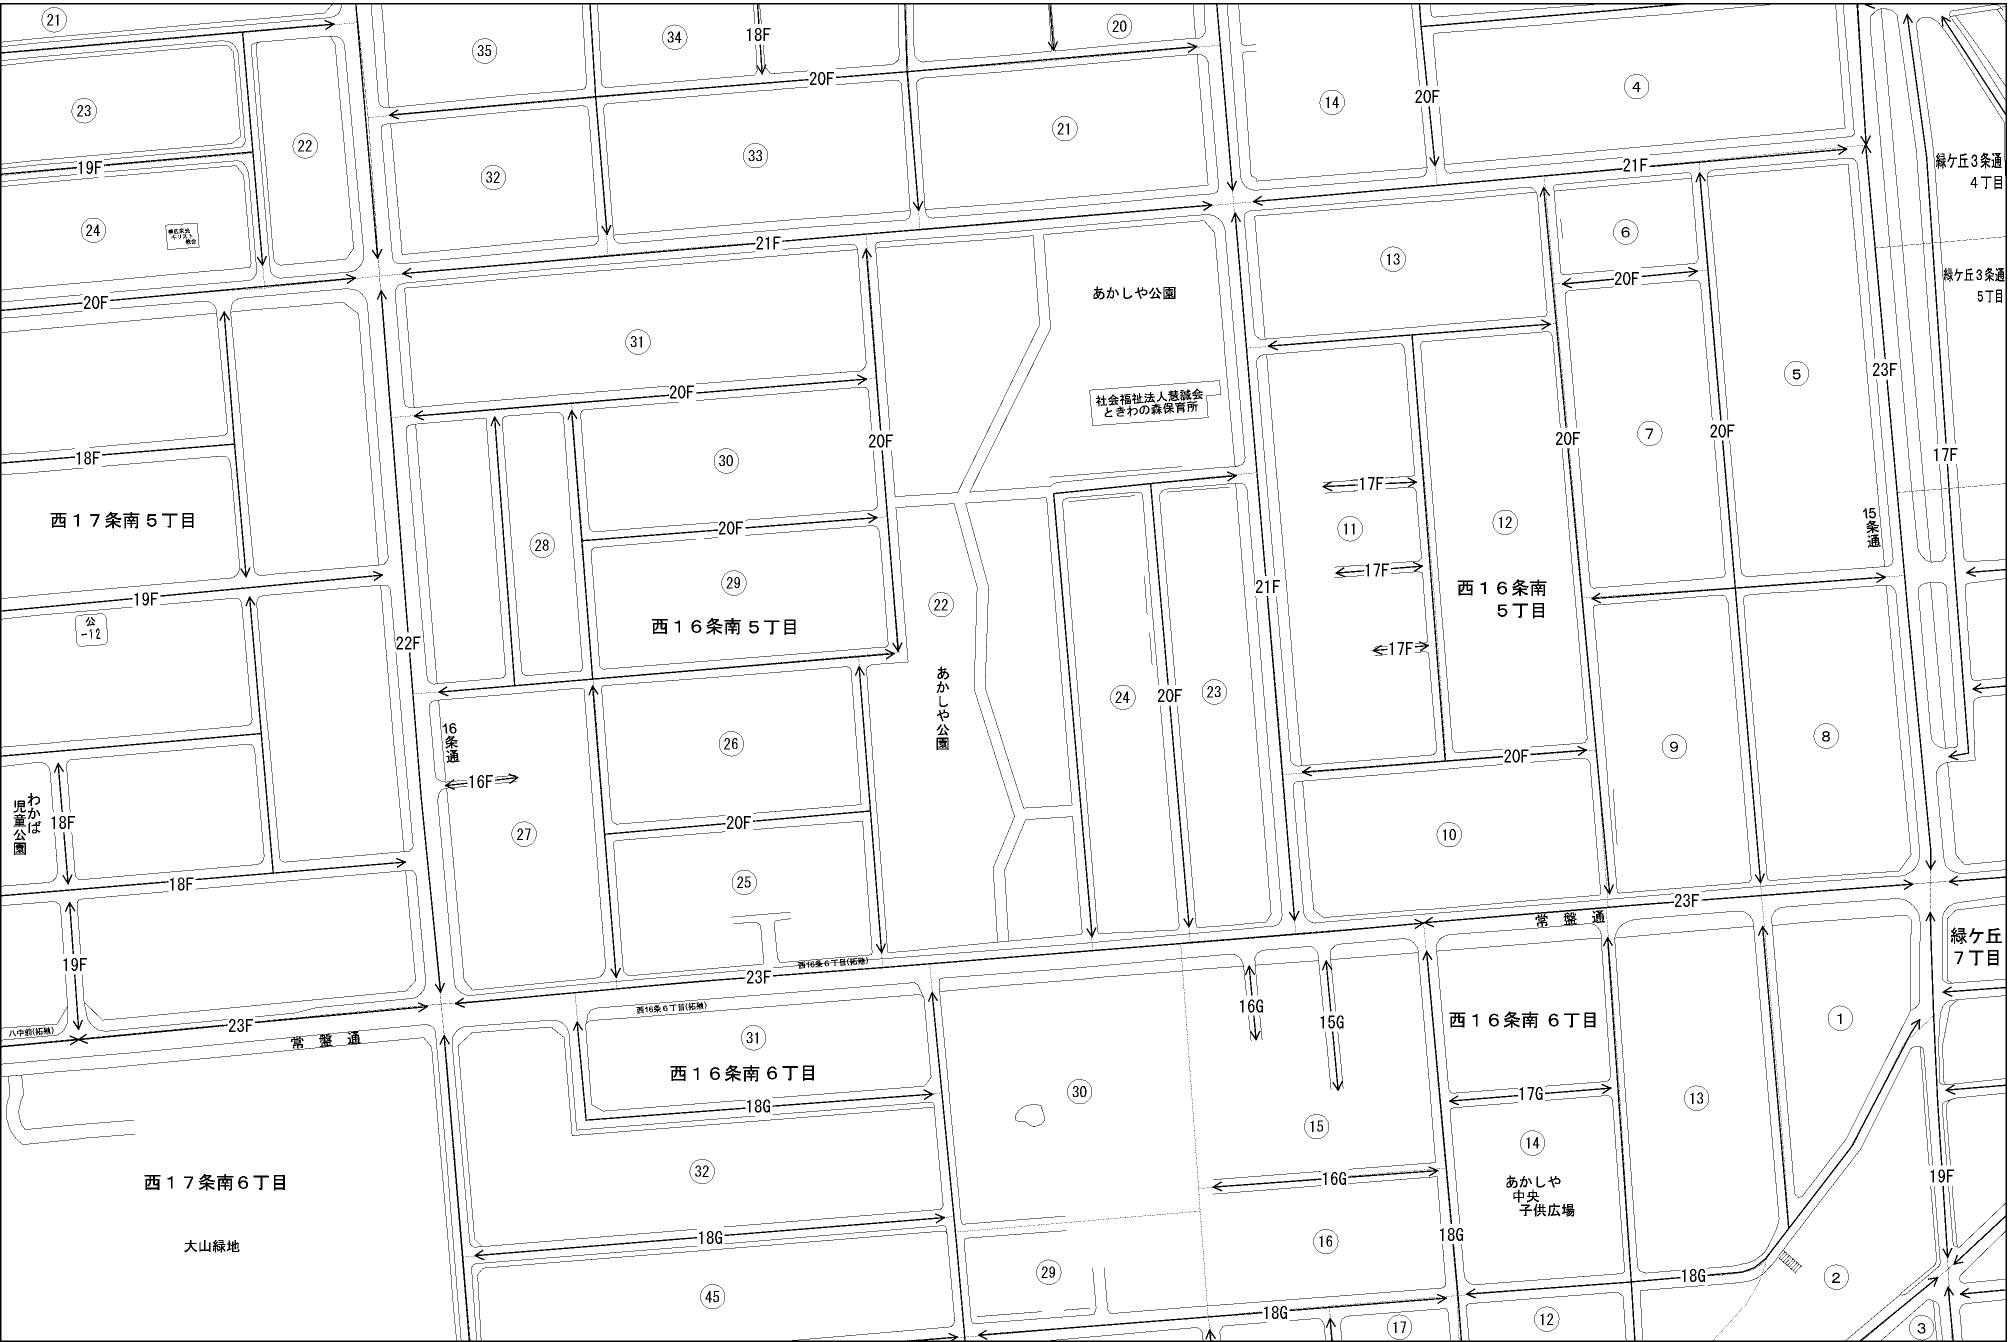 21
35
34
18F
20
20F
23
22
32
33
21
14
20F
4
19F
24
20F
21F
13
21F
6
20F
緑ケ丘３条通
４丁目
緑ケ丘３条通
5丁目
あかしや公園
31
20F
社会福祉法人慧誠会
ときわの森保育所
30
20F
20F
18F
西１７条南５丁目
28
29
西１６条南５丁目
19F
公
-12
22F
22
あかしや公園
24
20F
23
21F
17F
11
17F
17F
12
西１６条南
５丁目
20F
7
20F
5
23F
15条通
17F
16条通
16F
26
27
20F
25
20F
10
9
8
わかば
児童公園
18F
18F
19F
23F
常盤通
西16条６丁目(拓殖)
23F
西16条６丁目(拓殖)
23F
常盤通
緑ケ丘
７丁目
31
西１６条南６丁目
18G
30
16G
15G
15
西１６条南６丁目
17G
14
あかしや
中央
子供広場
13
1
西１７条南６丁目
大山緑地
32
18G
45
29
16G
16
18G
18G
17
12
18G
19F
2
3